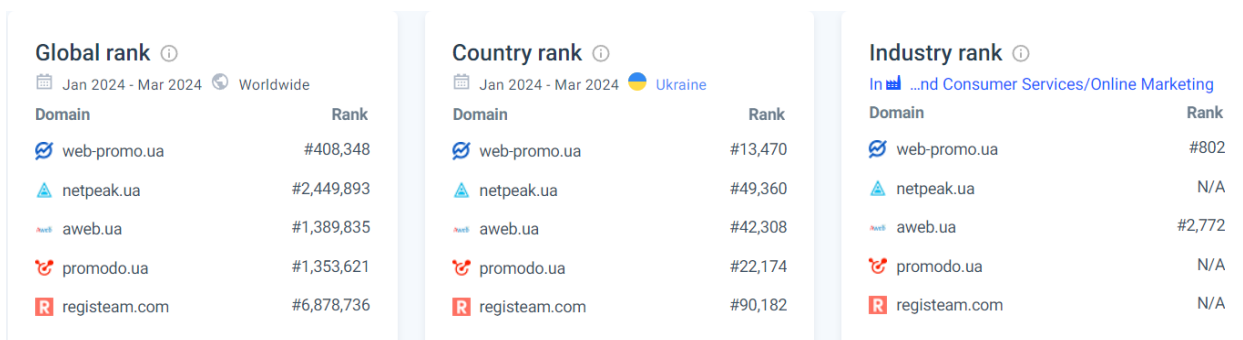 Global rank
Jan 2024 - Mar 2024 Worldwide
Domain Rank
web-promo.ua #408,348
netpeak.ua #2,449,893
aweb.ua #1,389,835
promodo.ua #1,353,621
R registeam.com #6,878,736
Country rank
Jan 2024 - Mar 2024 Ukraine
Domain Rank
web-promo.ua #13,470
netpeak.ua #49,360
aweb.ua #42,308
promodo.ua #22,174
R registeam.com #90,182
Industry rank
In ...nd Consumer Services/Online Marketing
Domain Rank
web-promo.ua #802
netpeak.ua N/A
aweb.ua #2,772
promodo.ua N/A
R registeam.com N/A